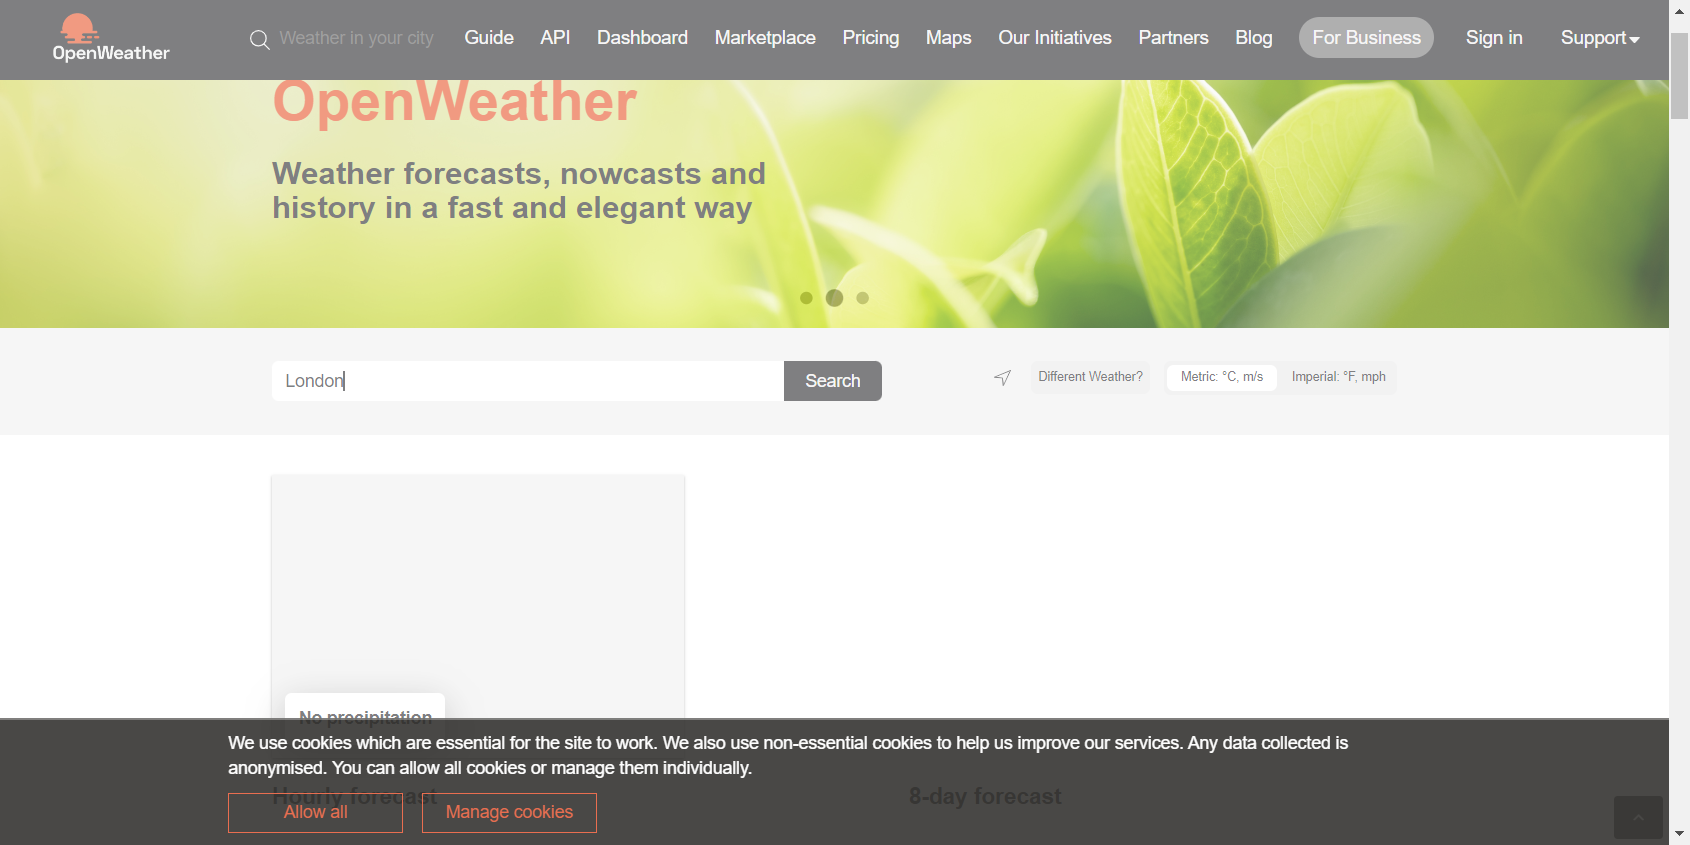 OpenWeather
Weather in your city
Guide
API
Dashboard
Marketplace
Pricing
Maps
Our Initiatives
Partners
Blog
For Business
Sign in
Support
OpenWeather
Weather forecasts, nowcasts and
history in a fast and elegant way
London
Search
Different Weather?
Metric: °C, m/s
Imperial: °F, mph
No precipitation
We use cookies which are essential for the site to work. We also use non-essential cookies to help us improve our services. Any data collected is
anonymised. You can allow all cookies or manage them individually.
Hourly forecast
8-day forecast
Allow all
Manage cookies